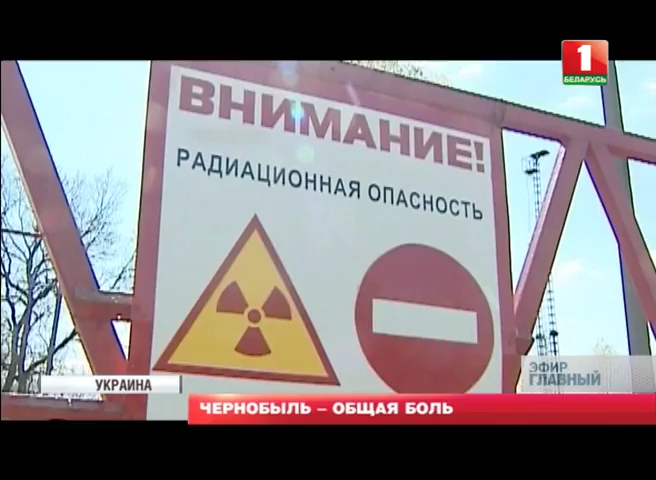 1
БЕЛАРУСЬ
ВНИМАНИЕ!
РАДИАЦИОННАЯ ОПАСНОСТЬ
ЭФИР
ГЛАВНЫЙ
УКРАИНА
ЧЕРНОБЫЛЬ – ОБЩАЯ БОЛЬ